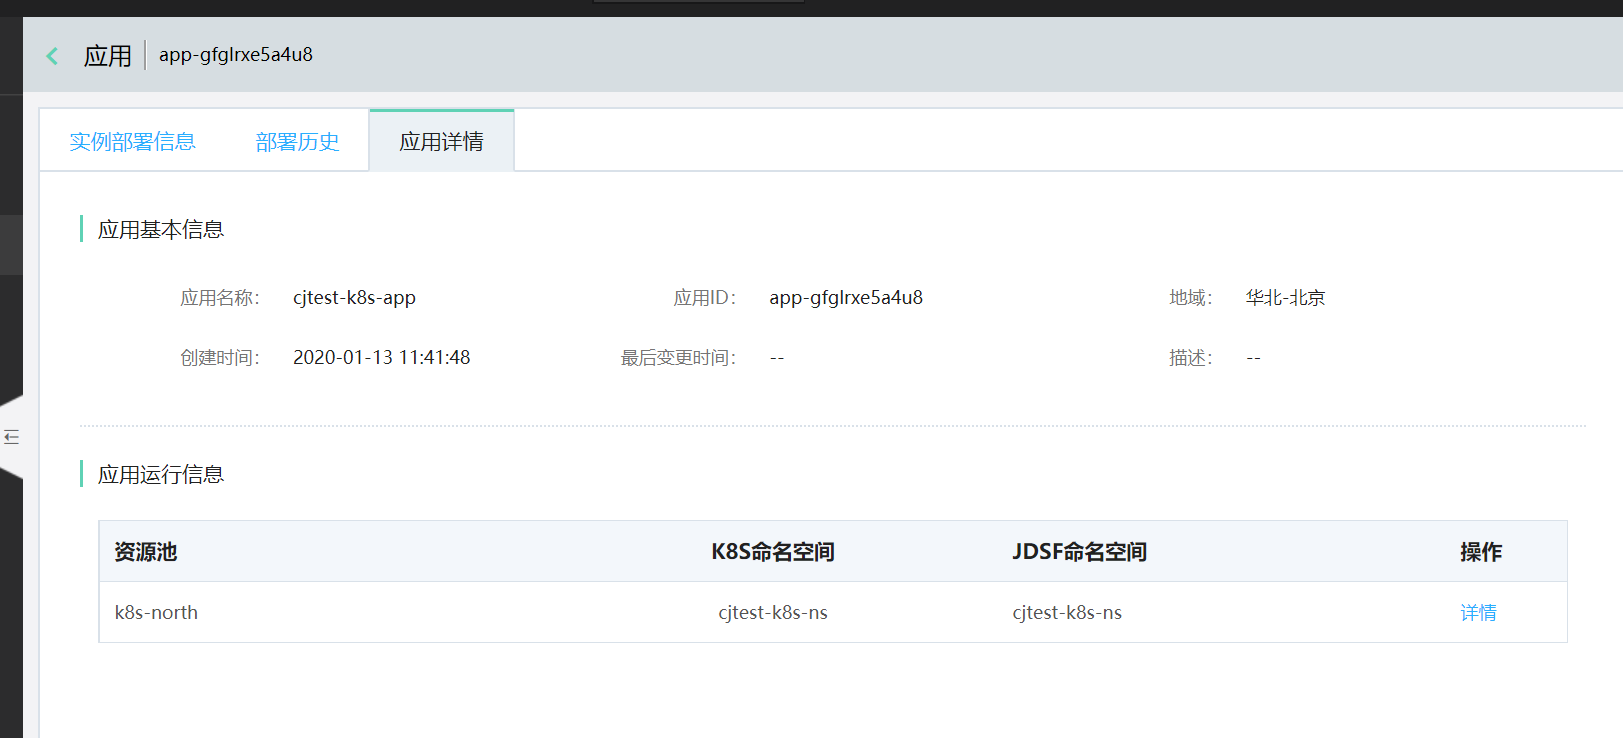 应用 app-gfglrxe5a4u8
实例部署信息 部署历史 应用详情
应用基本信息
应用名称： cjtest-k8s-app 应用ID： app-gfglrxe5a4u8 地域： 华北-北京
创建时间： 2020-01-13 11:41:48 最后变更时间： -- 描述： --
应用运行信息
资源池 K8S命名空间 JDSF命名空间 操作
k8s-north cjtest-k8s-ns cjtest-k8s-ns 详情